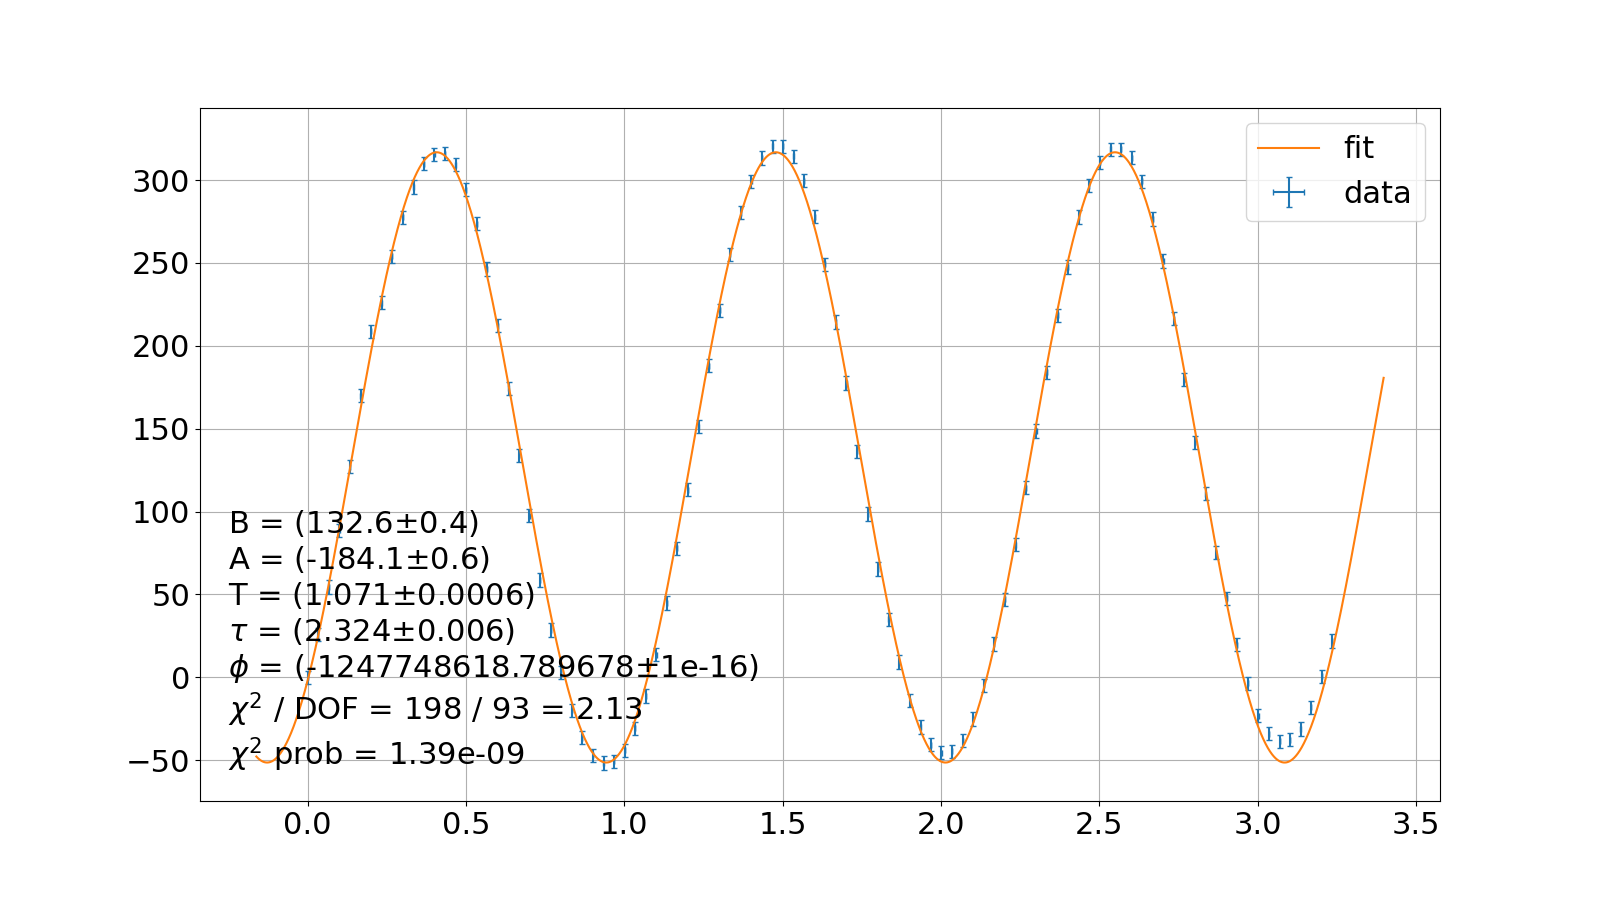 fit
data
300
250
200
150
100
50
0
−50
B = (132.6±0.4)
A = (-184.1±0.6)
T = (1.071±0.0006)
τ = (2.324±0.006)
ϕ = (-1247748618.789678±1e-16)
χ² / DOF = 198 / 93 = 2.13
χ² prob = 1.39e-09
0.0 0.5 1.0 1.5 2.0 2.5 3.0 3.5